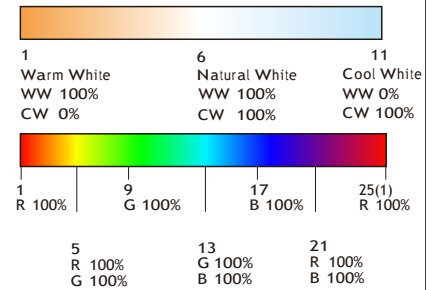 1 6 11
Warm White Natural White Cool White
WW 100% WW 100% WW 0%
CW 0% CW 100% CW 100%
1 9 17 25(1)
R 100% G 100% B 100% R 100%
5 13 21
R 100% G 100% R 100%
G 100% B 100% B 100%